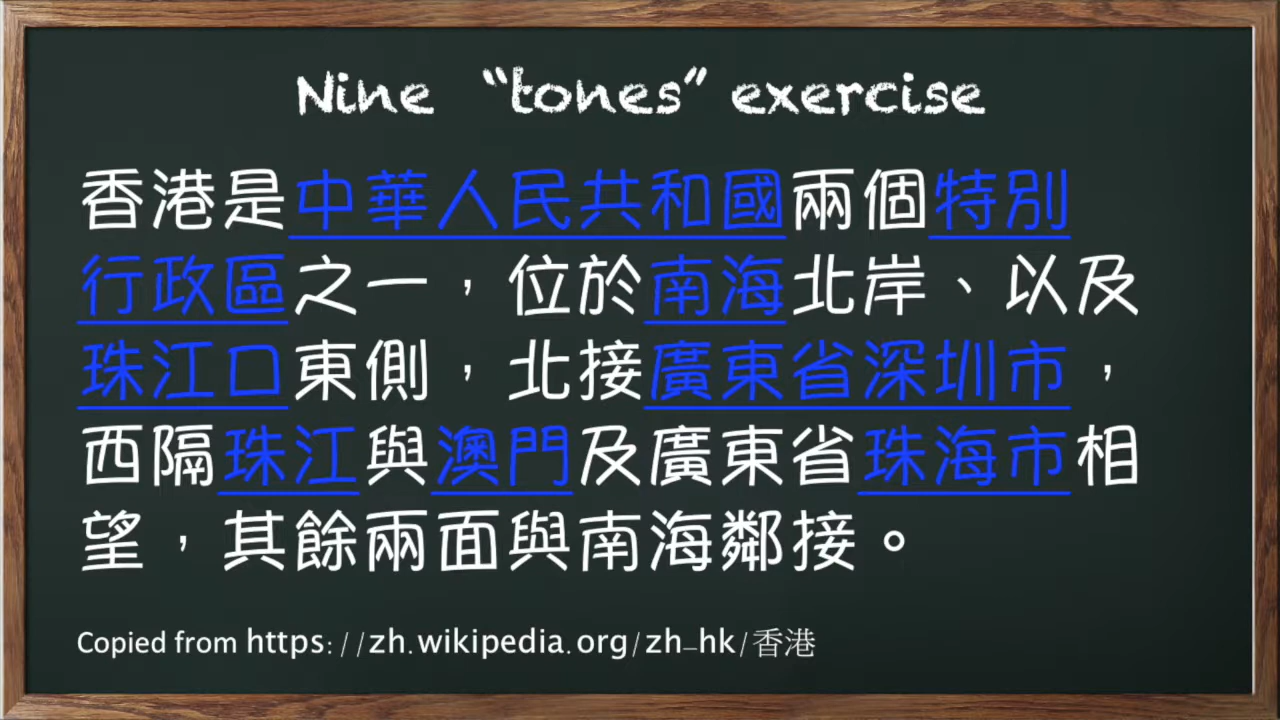 Nine “tones” exercise
香港是中華人民共和國兩個特別
行政區之一，位於南海北岸、以及
珠江口東側，北接廣東省深圳市，
西隔珠江與澳門及廣東省珠海市相
望，其餘兩面與南海鄰接。
Copied from https://zh.wikipedia.org/zh-hk/香港